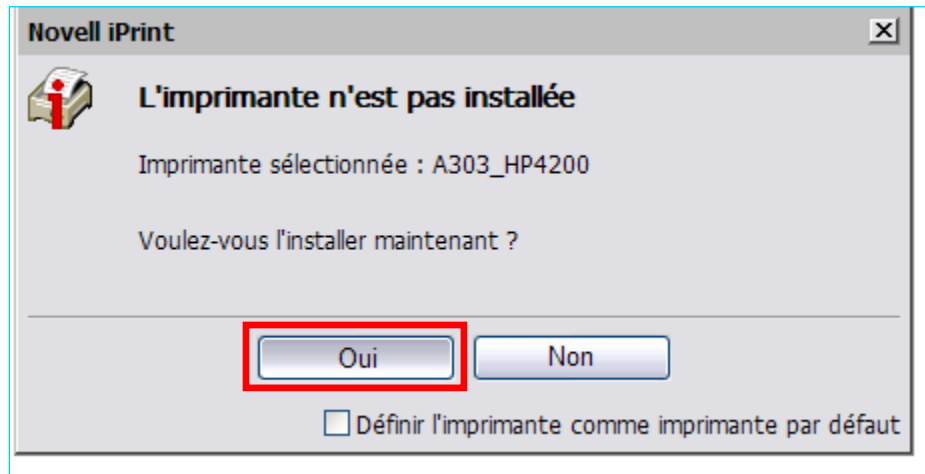 Novell iPrint
L'imprimante n'est pas installée
Imprimante sélectionnée : A303_HP4200
Voulez-vous l'installer maintenant ?
Oui Non
Définir l'imprimante comme imprimante par défaut